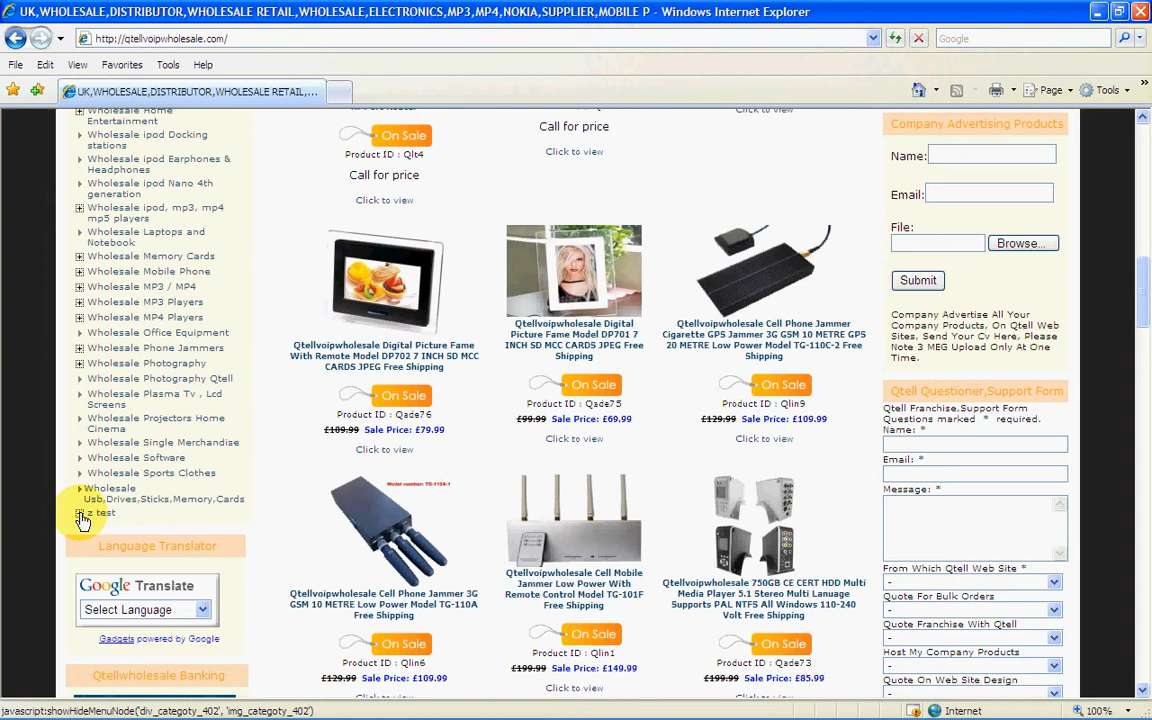 UK,WHOLESALE,DISTRIBUTOR,WHOLESALE RETAIL,WHOLESALE,ELECTRONICS,MP3,MP4,NOKIA,SUPPLIER,MOBILE P - Windows Internet Explorer
http://qtellvoipwholesale.com/
Google
File Edit View Favorites Tools Help
UK,WHOLESALE,DISTRIBUTOR,WHOLESALE RETAIL,...
Page Tools
Wholesale Home
Entertainment
Wholesale ipod Docking
stations
Wholesale ipod Earphones &
Headphones
Wholesale ipod Nano 4th
generation
Wholesale ipod, mp3, mp4
mp5 players
Wholesale Laptops and
Notebook
Wholesale Memory Cards
Wholesale Mobile Phone
Wholesale MP3 / MP4
Wholesale MP3 Players
Wholesale MP4 Players
Wholesale Office Equipment
Wholesale Phone Jammers
Wholesale Photography
Wholesale Photography Qtell
Wholesale Plasma Tv , Lcd
Screens
Wholesale Projectors Home
Cinema
Wholesale Single Merchandise
Wholesale Software
Wholesale Sports Clothes
Wholesale
Usb,Drives,Sticks,Memory,Cards
z test
Language Translator
Google Translate
Select Language
Gadgets powered by Google
Qtellwholesale Banking
On Sale
Product ID : Qlt4
Call for price
Click to view
Call for price
Click to view
Qtellvoipwholesale Digital Picture Fame
With Remote Model DP702 7 INCH SD MCC
CARDS JPEG Free Shipping
On Sale
Product ID : Qade76
£189.99 Sale Price: £79.99
Click to view
Qtellvoipwholesale Digital
Picture Fame Model DP701 7
INCH SD MCC CARDS JPEG Free
Shipping
On Sale
Product ID : Qade75
£99.99 Sale Price: £69.99
Click to view
Qtellvoipwholesale Cell Phone Jammer
Cigarette GPS Jammer 3G GSM 10 METRE GPS
20 METRE Low Power Model TG-110C-2 Free
Shipping
On Sale
Product ID : Qlin9
£129.99 Sale Price: £109.99
Click to view
Model number: TG-110A-1
Qtellvoipwholesale Cell Phone Jammer 3G
GSM 10 METRE Low Power Model TG-110A
Free Shipping
On Sale
Product ID : Qlin6
£129.99 Sale Price: £109.99
Qtellvoipwholesale Cell Mobile
Jammer Low Power With
Remote Control Model TG-101F
Free Shipping
On Sale
Product ID : Qlin1
£199.99 Sale Price: £149.99
Click to view
Qtellvoipwholesale 750GB CE CERT HDD Multi
Media Player 5.1 Stereo Multi Lanuage
Supports PAL NTFS All Windows 110-240
Volt Free Shipping
On Sale
Product ID : Qade73
£199.99 Sale Price: £85.99
Company Advertising Products
Name:
Email:
File:
Browse...
Submit
Company Advertise All Your
Company Products, On Qtell Web
Sites, Send Your Cv Here, Please
Note 3 MEG Upload Only At One
Time.
Qtell Questioner,Support Form
Qtell Franchise,Support Form
Questions marked * required.
Name: *
Email: *
Message: *
From Which Qtell Web Site *
-
Quote For Bulk Orders
-
Quote Franchise With Qtell
-
Host My Company Products
-
Quote On Web Site Design
-
javascript:showHideMenuNode('div_categoty_402', 'img_categoty_402')
Internet
100%